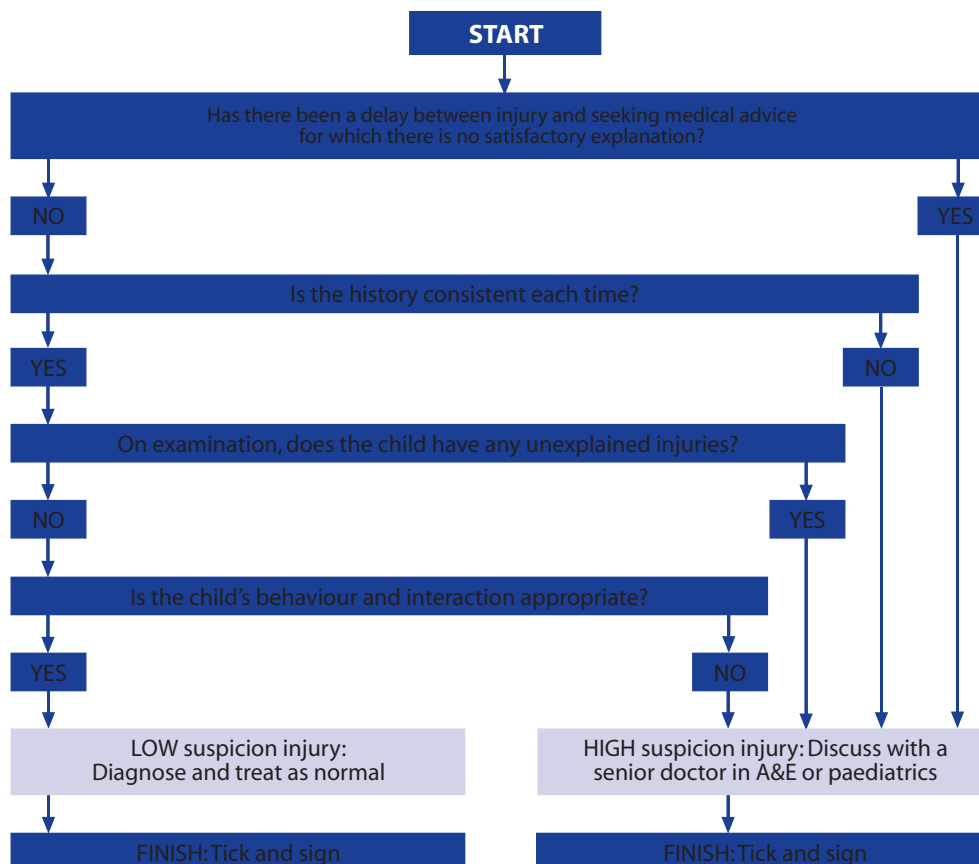 START
Has there been a delay between injury and seeking medical advice
for which there is no satisfactory explanation?
NO
YES
Is the history consistent each time?
YES
NO
On examination, does the child have any unexplained injuries?
NO
YES
Is the child's behaviour and interaction appropriate?
YES
NO
LOW suspicion injury:
Diagnose and treat as normal
HIGH suspicion injury: Discuss with a
senior doctor in A&E or paediatrics
FINISH: Tick and sign
FINISH: Tick and sign